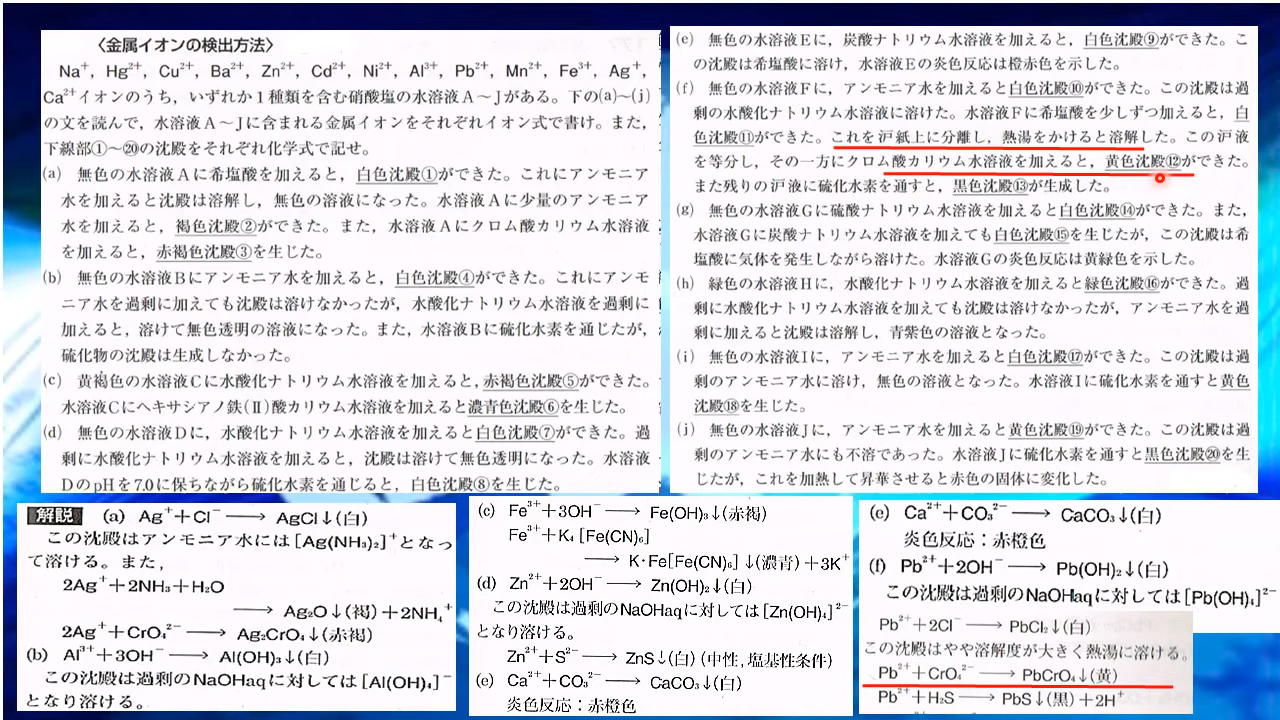 〈金属イオンの検出方法〉
Na⁺, Hg²⁺, Cu²⁺, Ba²⁺, Zn²⁺, Cd²⁺, Ni²⁺, Al³⁺, Pb²⁺, Mn²⁺, Fe³⁺, Ag⁺,
Ca²⁺イオンのうち，いずれか1種類を含む硝酸塩の水溶液A～Jがある。下の(a)～(j)
の文を読んで，水溶液A～Jに含まれる金属イオンをそれぞれイオン式で書け。また，
下線部①～⑳の沈殿をそれぞれ化学式で記せ。
(a) 無色の水溶液Aに希塩酸を加えると，白色沈殿①ができた。これにアンモニア
水を加えると沈殿は溶解し，無色の溶液になった。水溶液Aに少量のアンモニア
水を加えると，褐色沈殿②ができた。また，水溶液Aにクロム酸カリウム水溶液
を加えると，赤褐色沈殿③を生じた。
(b) 無色の水溶液Bにアンモニア水を加えると，白色沈殿④ができた。これにアンモ
ニア水を過剰に加えても沈殿は溶けなかったが，水酸化ナトリウム水溶液を過剰に
加えると，溶けて無色透明の溶液になった。また，水溶液Bに硫化水素を通じたが，
硫化物の沈殿は生成しなかった。
(c) 黄褐色の水溶液Cに水酸化ナトリウム水溶液を加えると，赤褐色沈殿⑤ができた。
水溶液Cにヘキサシアノ鉄(Ⅱ)酸カリウム水溶液を加えると濃青色沈殿⑥を生じた。
(d) 無色の水溶液Dに，水酸化ナトリウム水溶液を加えると白色沈殿⑦ができた。過
剰に水酸化ナトリウム水溶液を加えると，沈殿は溶けて無色透明になった。水溶液
DのpHを7.0に保ちながら硫化水素を通じると，白色沈殿⑧を生じた。
(e) 無色の水溶液Eに，炭酸ナトリウム水溶液を加えると，白色沈殿⑨ができた。こ
の沈殿は希塩酸に溶け，水溶液Eの炎色反応は橙赤色を示した。
(f) 無色の水溶液Fに，アンモニア水を加えると白色沈殿⑩ができた。この沈殿は過
剰の水酸化ナトリウム水溶液に溶けた。水溶液Fに希塩酸を少しずつ加えると，白
色沈殿⑪ができた。これを沪紙上に分離し，熱湯をかけると溶解した。この沪液
を等分し，その一方にクロム酸カリウム水溶液を加えると，黄色沈殿⑫ができた。
また残りの沪液に硫化水素を通すと，黒色沈殿⑬が生成した。
(g) 無色の水溶液Gに硫酸ナトリウム水溶液を加えると白色沈殿⑭ができた。また，
水溶液Gに炭酸ナトリウム水溶液を加えても白色沈殿⑮を生じたが，この沈殿は希
塩酸に気体を発生しながら溶けた。水溶液Gの炎色反応は黄緑色を示した。
(h) 緑色の水溶液Hに，水酸化ナトリウム水溶液を加えると緑色沈殿⑯ができた。過
剰に水酸化ナトリウム水溶液を加えても沈殿は溶けなかったが，アンモニア水を過
剰に加えると沈殿は溶解し，青紫色の溶液となった。
(i) 無色の水溶液Iに，アンモニア水を加えると白色沈殿⑰ができた。この沈殿は過
剰のアンモニア水に溶け，無色の溶液となった。水溶液Iに硫化水素を通すと黄色
沈殿⑱を生じた。
(j) 無色の水溶液Jに，アンモニア水を加えると黄色沈殿⑲ができた。この沈殿は過
剰のアンモニア水にも不溶であった。水溶液Jに硫化水素を通すと黒色沈殿⑳を生
じたが，これを加熱して昇華させると赤色の固体に変化した。
解説 (a) Ag⁺+Cl⁻ ⟶ AgCl↓(白)
この沈殿はアンモニア水には[Ag(NH₃)₂]⁺となっ
て溶ける。また，
2Ag⁺+2NH₃+H₂O
⟶ Ag₂O↓(褐)+2NH₄⁺
2Ag⁺+CrO₄²⁻ ⟶ Ag₂CrO₄↓(赤褐)
(b) Al³⁺+3OH⁻ ⟶ Al(OH)₃↓(白)
この沈殿は過剰のNaOHaqに対しては[Al(OH)₄]⁻
となり溶ける。
(c) Fe³⁺+3OH⁻ ⟶ Fe(OH)₃↓(赤褐)
Fe³⁺+K₄[Fe(CN)₆]
⟶ K·Fe[Fe(CN)₆]↓(濃青)+3K⁺
(d) Zn²⁺+2OH⁻ ⟶ Zn(OH)₂↓(白)
この沈殿は過剰のNaOHaqに対しては[Zn(OH)₄]²⁻
となり溶ける。
Zn²⁺+S²⁻ ⟶ ZnS↓(白)(中性，塩基性条件)
(e) Ca²⁺+CO₃²⁻ ⟶ CaCO₃↓(白)
炎色反応：赤橙色
(e) Ca²⁺+CO₃²⁻ ⟶ CaCO₃↓(白)
炎色反応：赤橙色
(f) Pb²⁺+2OH⁻ ⟶ Pb(OH)₂↓(白)
この沈殿は過剰のNaOHaqに対しては[Pb(OH)₄]²⁻
Pb²⁺+2Cl⁻ ⟶ PbCl₂↓(白)
この沈殿はやや溶解度が大きく熱湯に溶ける。
Pb²⁺+CrO₄²⁻ ⟶ PbCrO₄↓(黄)
Pb²⁺+H₂S ⟶ PbS↓(黒)+2H⁺